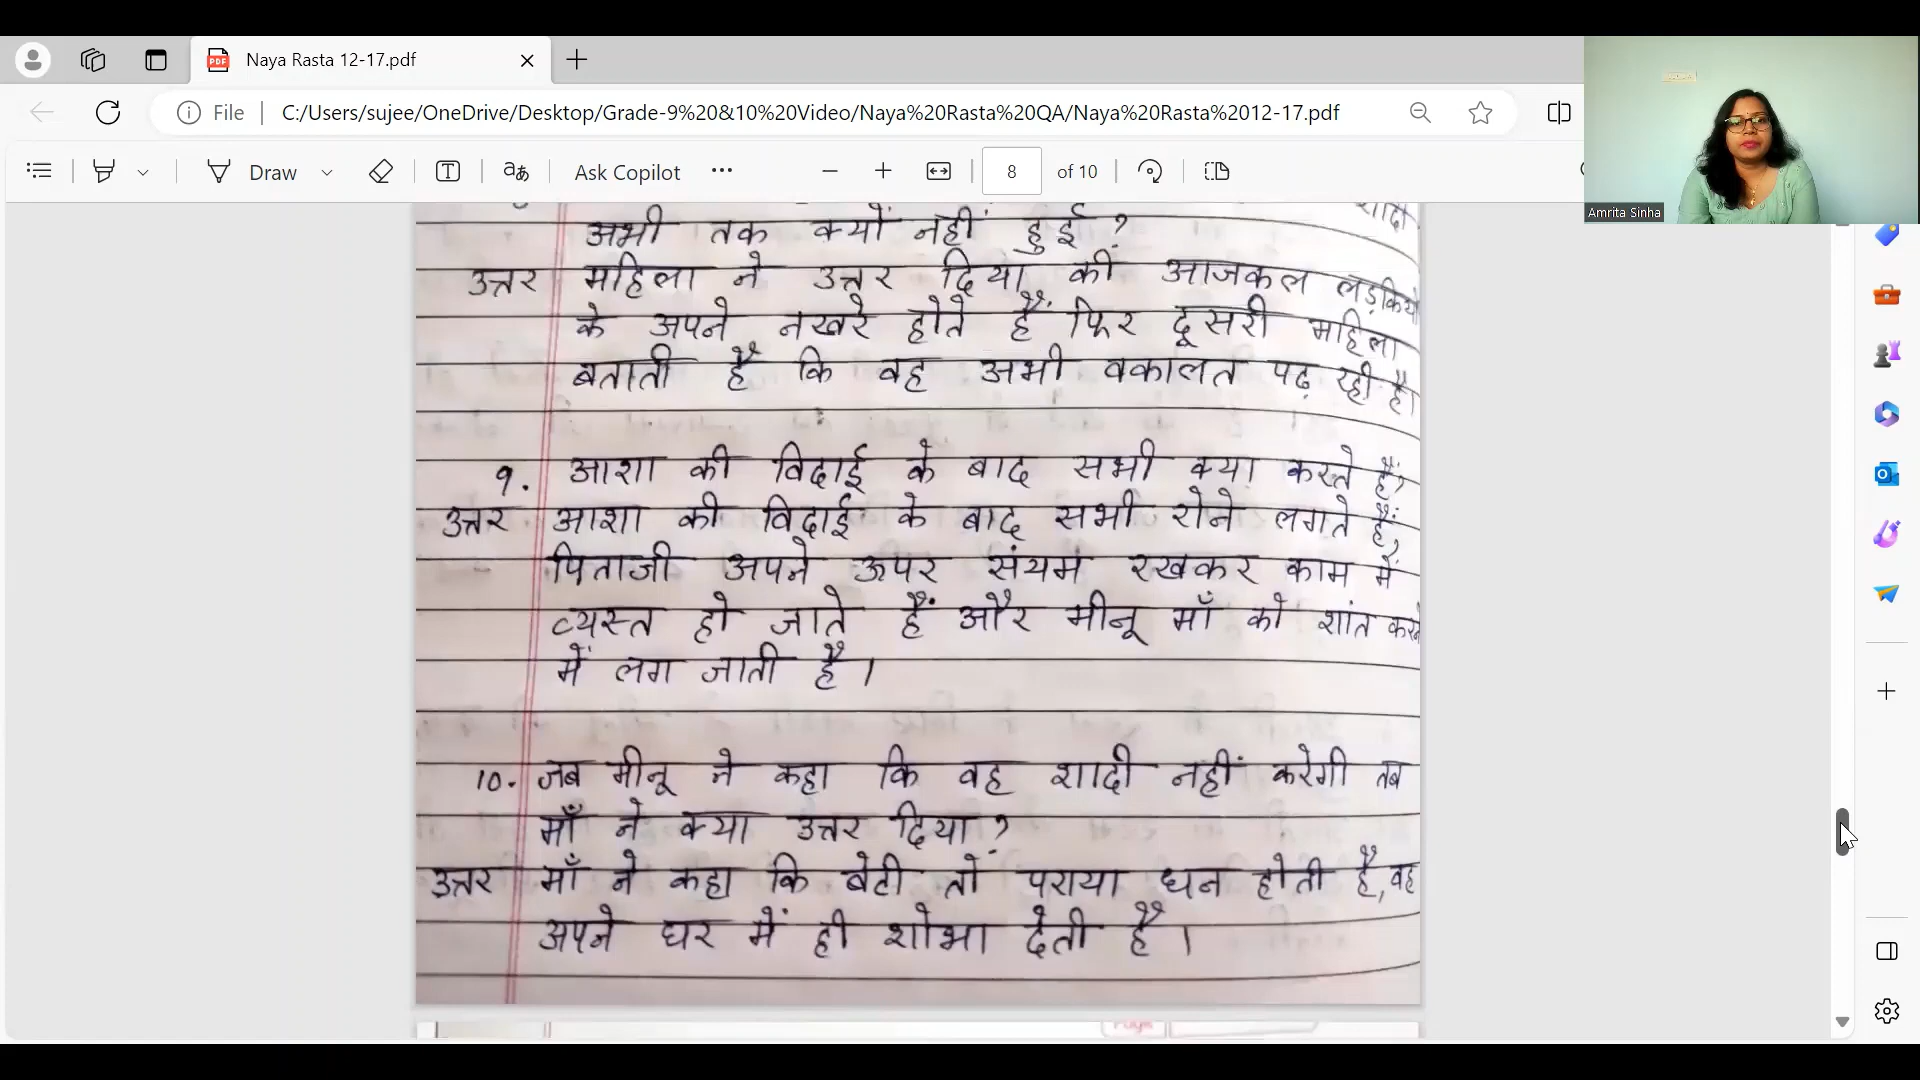 Naya Rasta 12-17.pdf
File C:/Users/sujee/OneDrive/Desktop/Grade-9%20&10%20Video/Naya%20Rasta%20QA/Naya%20Rasta%2012-17.pdf
Draw Ask Copilot 8 of 10
Amrita Sinha
शादी
अभी तक क्यों नहीं हुई ?
उत्तर महिला ने उत्तर दिया की आजकल लड़कियों
के अपने नखरे होते हैं फिर दूसरी महिला
बताती है कि वह अभी वकालत पढ़ रही है।
9. आशा की विदाई के बाद सभी क्या करते हैं?
उत्तर आशा की विदाई के बाद सभी रोने लगते हैं,
पिताजी अपने ऊपर संयम रखकर काम में
व्यस्त हो जाते हैं और मीनू माँ को शांत करने
में लग जाती है।
10. जब मीनू ने कहा कि वह शादी नहीं करेगी तब
माँ ने क्या उत्तर दिया ?
उत्तर माँ ने कहा कि बेटी तो पराया धन होती है, वह
अपने घर में ही शोभा देती है ।
Page